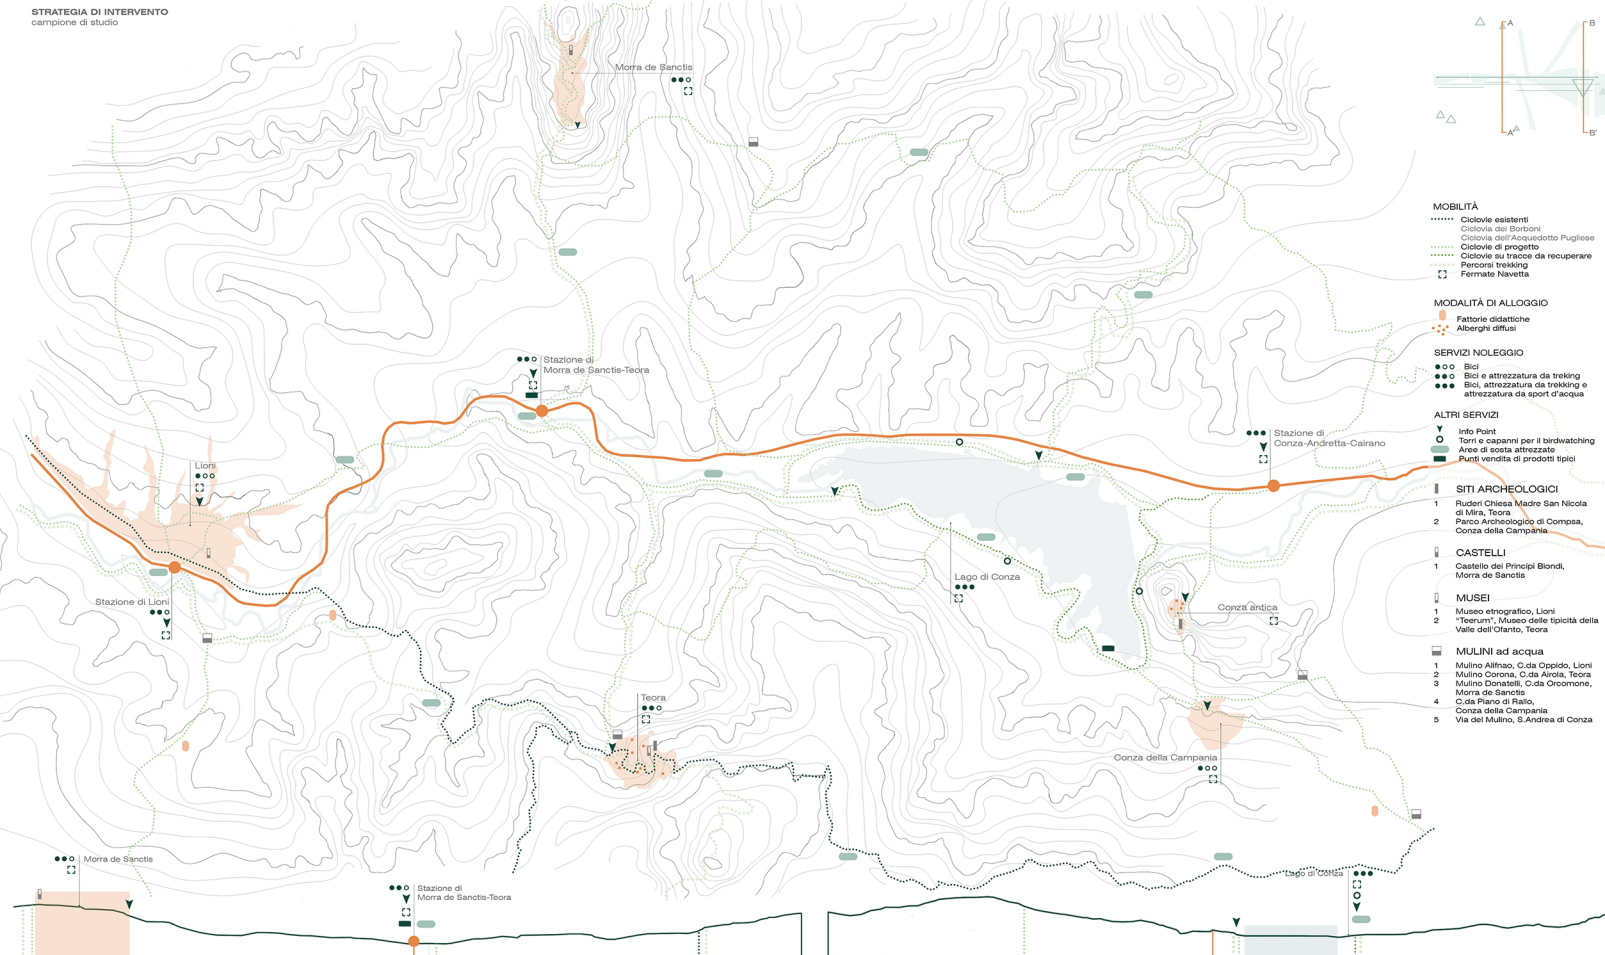 STRATEGIA DI INTERVENTO
campione di studio
Morra de Sanctis
A
B
A'
B'
MOBILITÀ
Ciclovie esistenti
Ciclovia dei Borboni
Ciclovia dell'Acquedotto Pugliese
Ciclovie di progetto
Ciclovie su tracce da recuperare
Percorsi trekking
Fermate Navetta
MODALITÀ DI ALLOGGIO
Fattorie didattiche
Alberghi diffusi
SERVIZI NOLEGGIO
Bici
Bici e attrezzatura da treking
Bici, attrezzatura da trekking e
attrezzatura da sport d'acqua
ALTRI SERVIZI
Info Point
Torri e capanni per il birdwatching
Aree di sosta attrezzate
Punti vendita di prodotti tipici
SITI ARCHEOLOGICI
1 Ruderi Chiesa Madre San Nicola
di Mira, Teora
2 Parco Archeologico di Compsa,
Conza della Campania
CASTELLI
1 Castello dei Principi Biondi,
Morra de Sanctis
MUSEI
1 Museo etnografico, Lioni
2 "Teerum", Museo delle tipicità della
Valle dell'Ofanto, Teora
MULINI ad acqua
1 Mulino Alifnao, C.da Oppido, Lioni
2 Mulino Corona, C.da Airola, Teora
3 Mulino Donatelli, C.da Orcomone,
Morra de Sanctis
4 C.da Piano di Ralio,
Conza della Campania
5 Via del Mulino, S.Andrea di Conza
Stazione di
Morra de Sanctis-Teora
Stazione di
Conza-Andretta-Cairano
Lioni
Stazione di Lioni
Lago di Conza
Conza antica
Teora
Conza della Campania
Morra de Sanctis
Stazione di
Morra de Sanctis-Teora
Lago di Conza